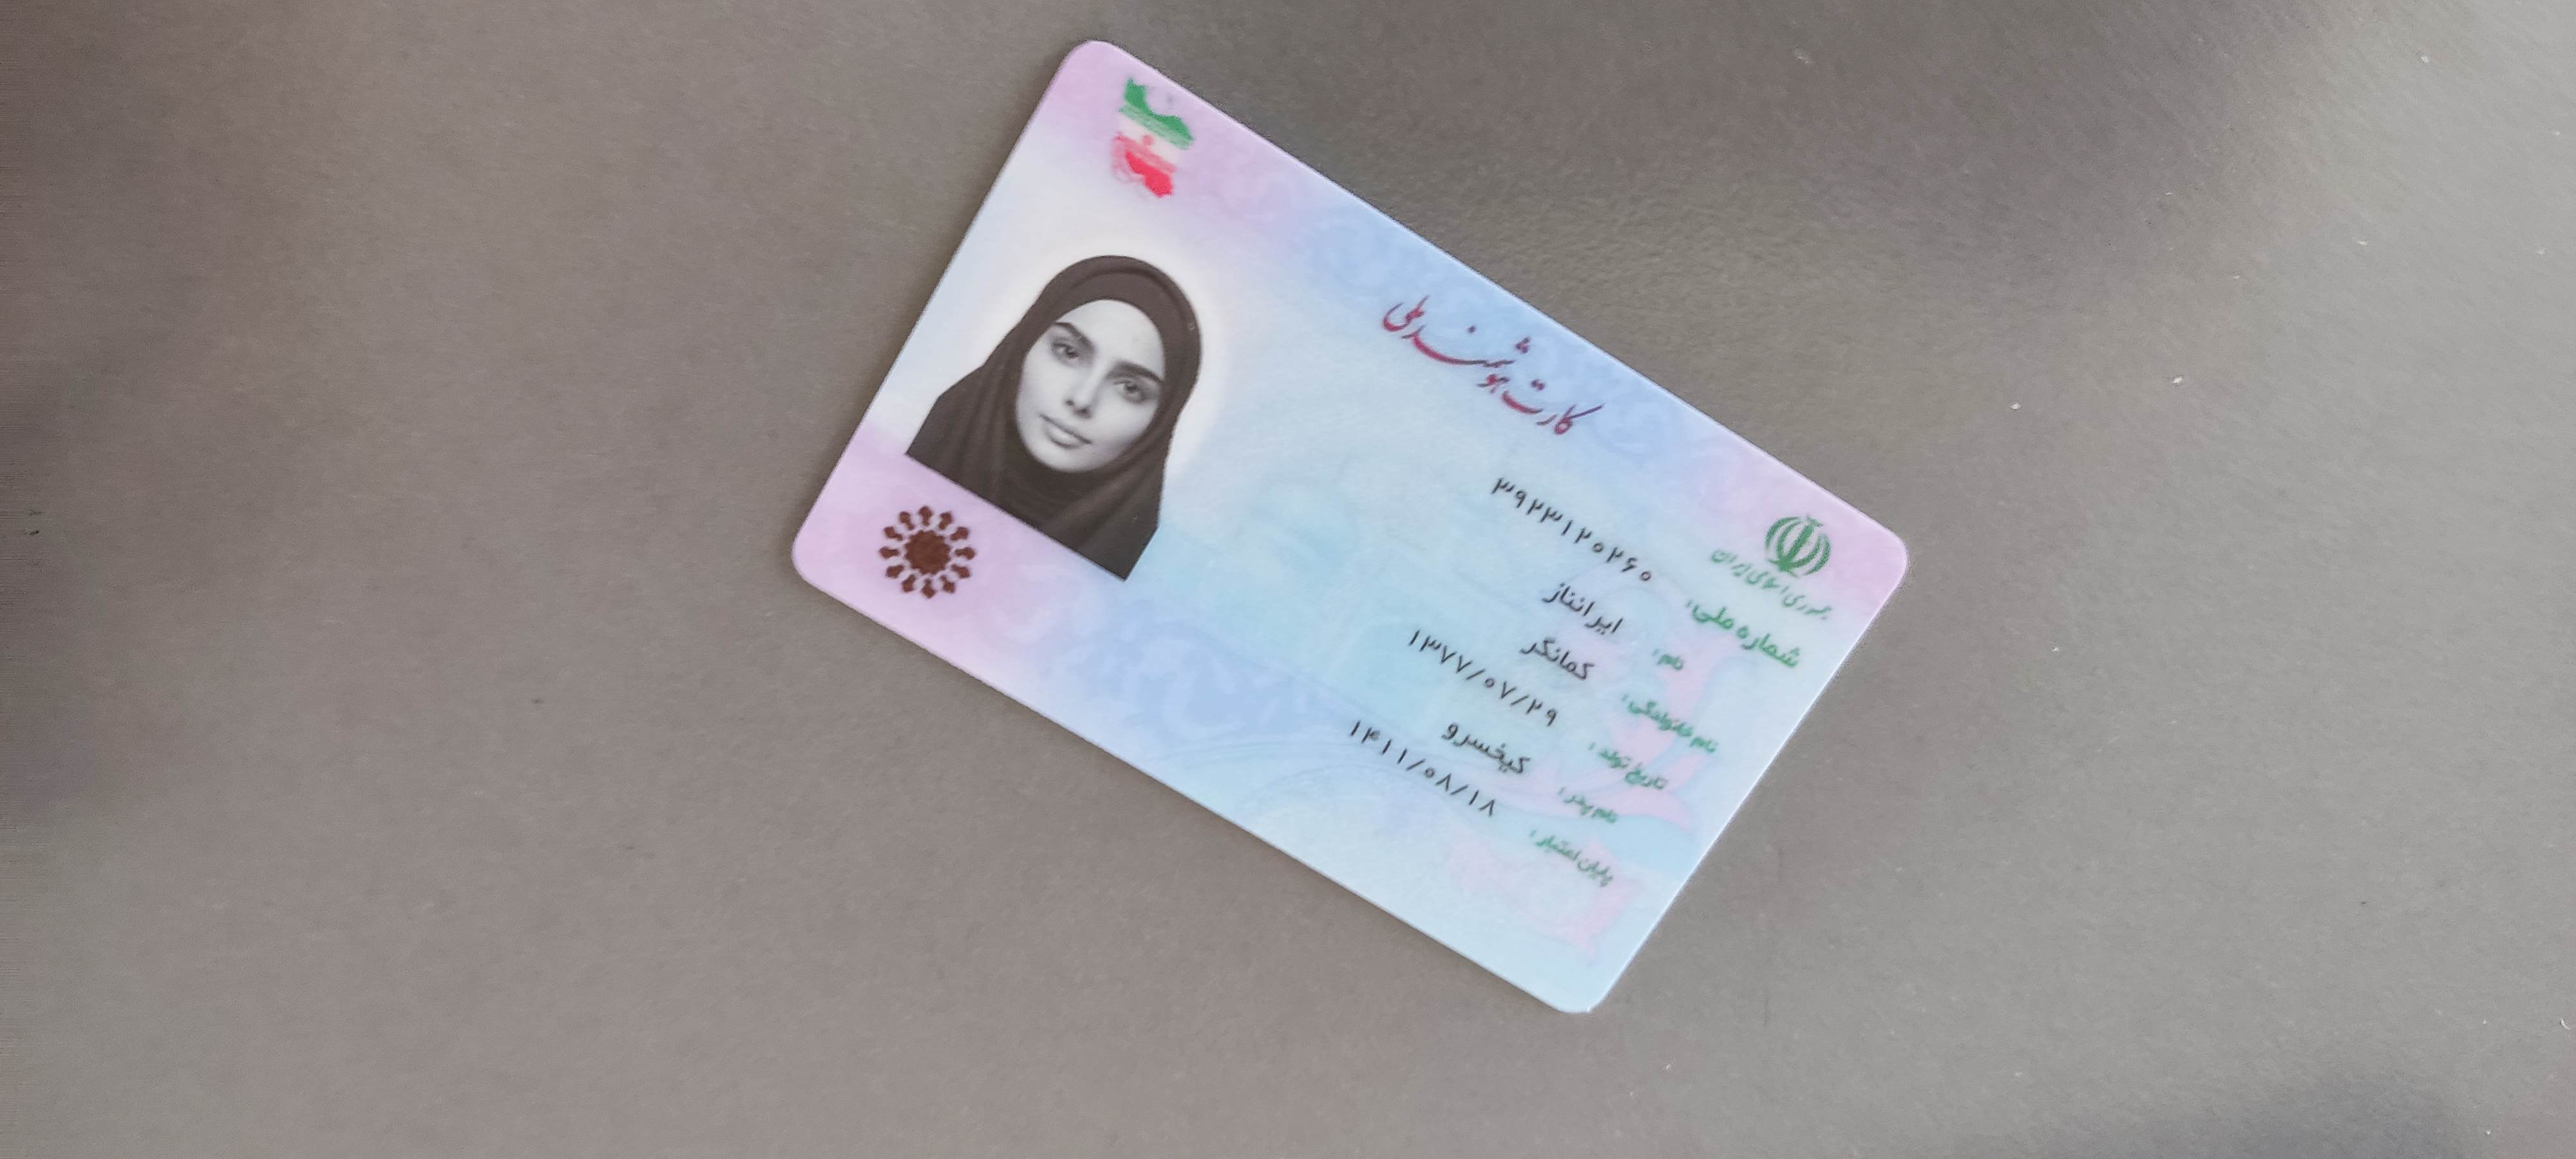 جمهوری اسلامی ایران
کارت هوشمند ملی
شماره ملی: ۳۹۲۳۱۲۰۲۶۰
نام: ایرانناز
نام خانوادگی: کمانگر
تاریخ تولد: ۱۳۷۷/۰۷/۲۹
نام پدر: کیخسرو
پایان اعتبار: ۱۴۱۱/۰۸/۱۸